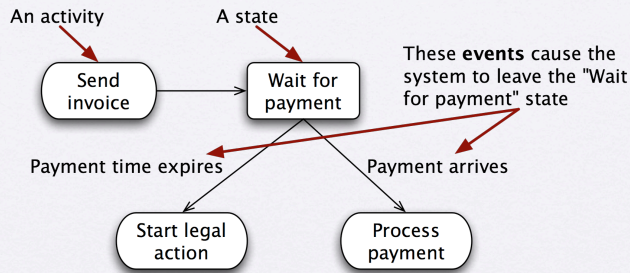 An activity
A state
These events cause the
system to leave the "Wait
for payment" state
Send
invoice
Wait for
payment
Payment time expires
Payment arrives
Start legal
action
Process
payment